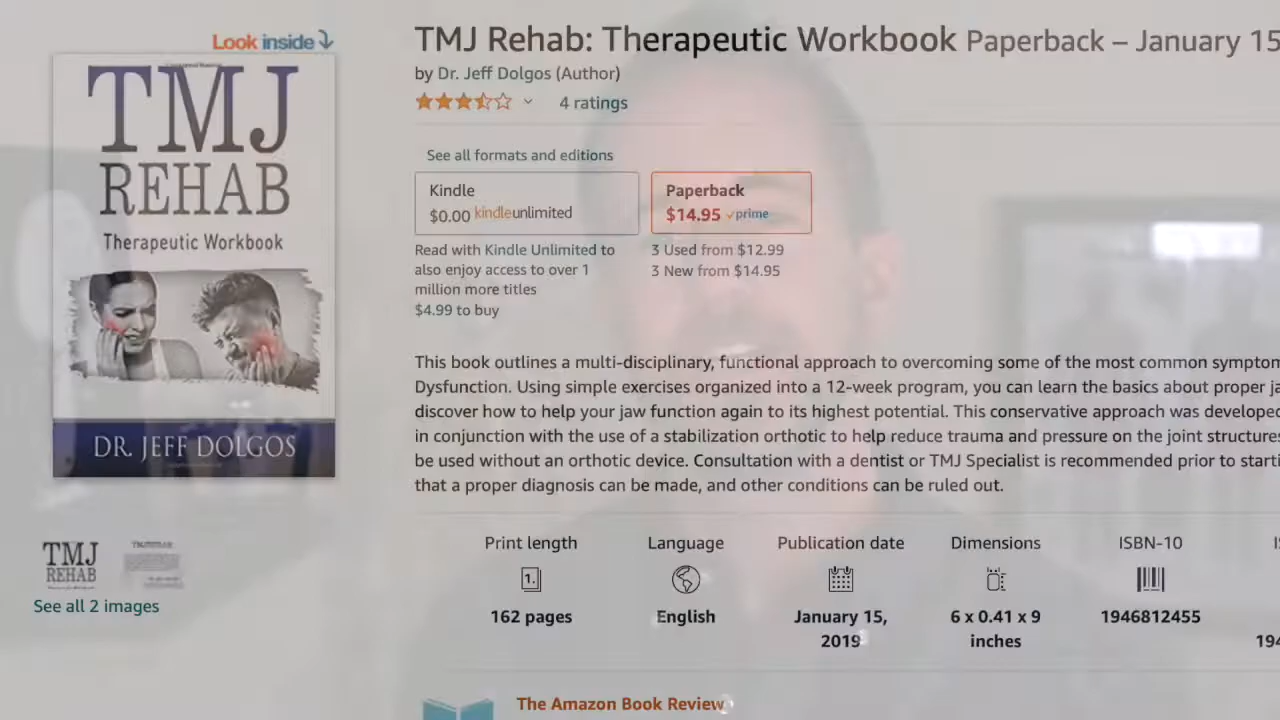 Look inside
TMJ
REHAB
Therapeutic Workbook
DR. JEFF DOLGOS
TMJ
REHAB
See all 2 images
TMJ Rehab: Therapeutic Workbook Paperback – January 15
by Dr. Jeff Dolgos (Author)
4 ratings
See all formats and editions
Kindle
$0.00 kindleunlimited
Read with Kindle Unlimited to
also enjoy access to over 1
million more titles
$4.99 to buy
Paperback
$14.95 prime
3 Used from $12.99
3 New from $14.95
This book outlines a multi-disciplinary, functional approach to overcoming some of the most common sympton
Dysfunction. Using simple exercises organized into a 12-week program, you can learn the basics about proper ja
discover how to help your jaw function again to its highest potential. This conservative approach was developed
in conjunction with the use of a stabilization orthotic to help reduce trauma and pressure on the joint structures
be used without an orthotic device. Consultation with a dentist or TMJ Specialist is recommended prior to starti
that a proper diagnosis can be made, and other conditions can be ruled out.
Print length
1.
162 pages
Language
English
Publication date
January 15,
2019
Dimensions
6 x 0.41 x 9
inches
ISBN-10
1946812455
194
The Amazon Book Review